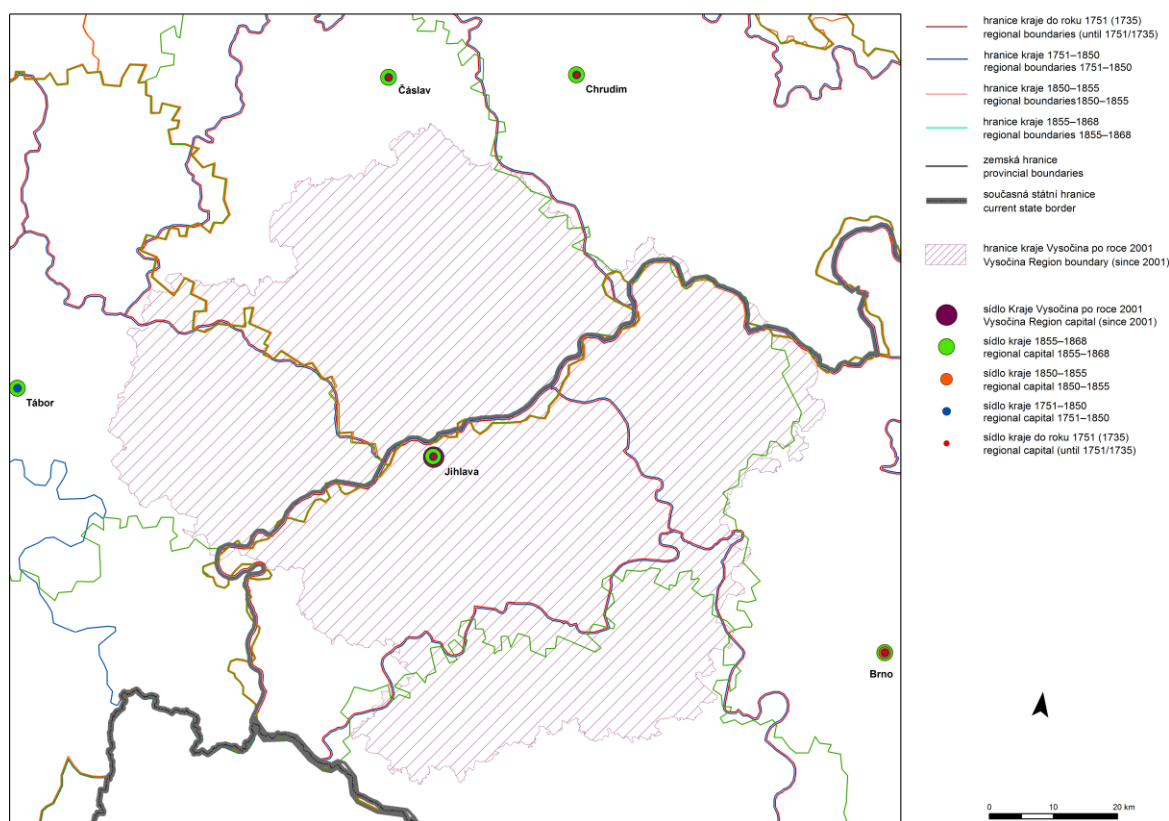 Čáslav
Chrudim
Tábor
Jihlava
Brno
hranice kraje do roku 1751 (1735)
regional boundaries (until 1751/1735)
hranice kraje 1751–1850
regional boundaries 1751–1850
hranice kraje 1850–1855
regional boundaries1850–1855
hranice kraje 1855–1868
regional boundaries 1855–1868
zemská hranice
provincial boundaries
současná státní hranice
current state border
hranice kraje Vysočina po roce 2001
Vysočina Region boundary (since 2001)
sídlo Kraje Vysočina po roce 2001
Vysočina Region capital (since 2001)
sídlo kraje 1855–1868
regional capital 1855–1868
sídlo kraje 1850–1855
regional capital 1850–1855
sídlo kraje 1751–1850
regional capital 1751–1850
sídlo kraje do roku 1751 (1735)
regional capital (until 1751/1735)
0 10 20 km